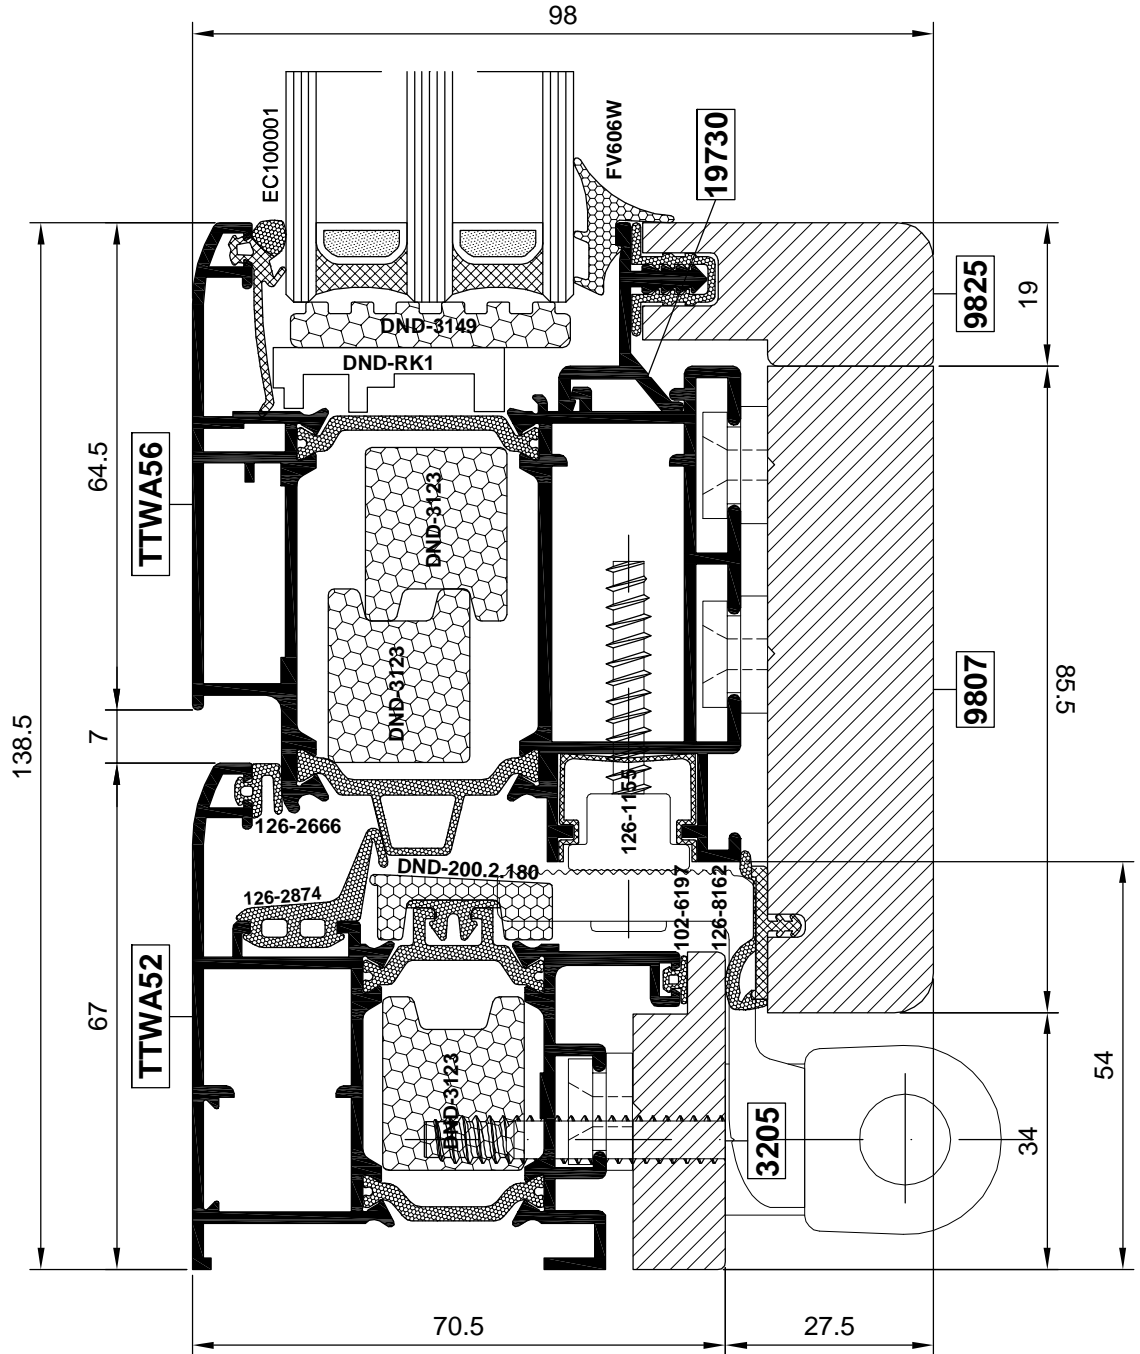 98
EC100001
FV606W
19730
DND-3149
DND-RK1
9825
19
64.5
TTWA56
DND-3123
DND-3123
9807
85.5
138.5
7
126-2666
126-1155
DND-200.2.180
126-2874
102-6197
126-8162
TTWA52
67
DND-3123
3205
54
34
70.5
27.5